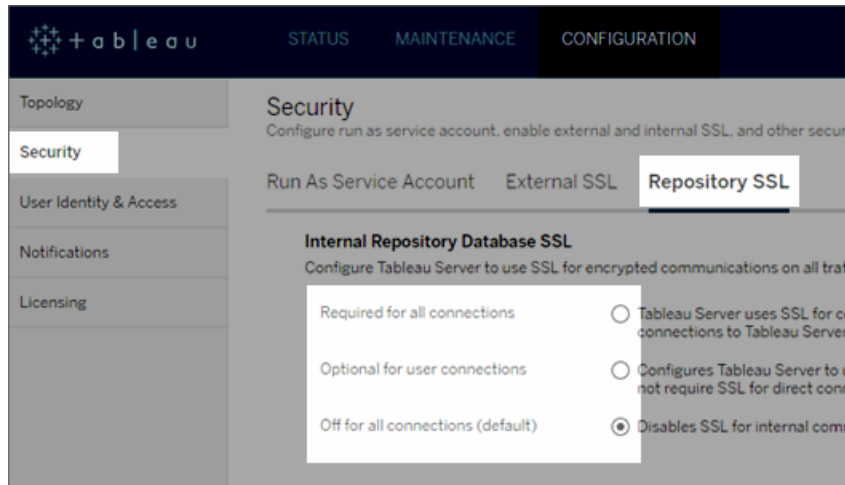 + a b | e a u
STATUS MAINTENANCE CONFIGURATION
Topology
Security
User Identity & Access
Notifications
Licensing
Security
Configure run as service account, enable external and internal SSL, and other secur
Run As Service Account External SSL Repository SSL
Internal Repository Database SSL
Configure Tableau Server to use SSL for encrypted communications on all traf
Required for all connections Tableau Server uses SSL for c
connections to Tableau Server
Optional for user connections Configures Tableau Server to u
not require SSL for direct conn
Off for all connections (default) Disables SSL for internal comm